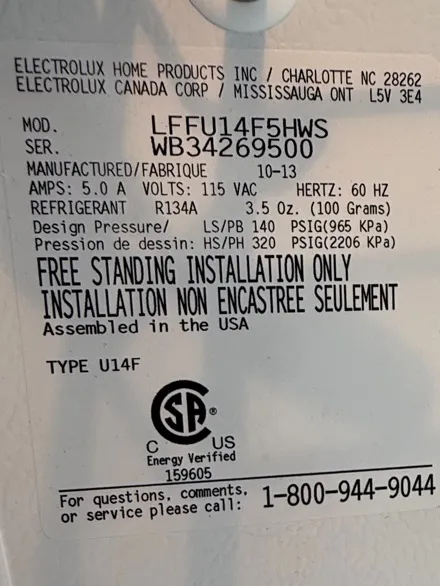 ELECTROLUX HOME PRODUCTS INC / CHARLOTTE NC 28262
ELECTROLUX CANADA CORP / MISSISSAUGA ONT L5V 3E4
MOD. LFFU14F5HWS
SER. WB34269500
MANUFACTURED/FABRIQUE 10-13
AMPS: 5.0 A VOLTS: 115 VAC HERTZ: 60 HZ
REFRIGERANT R134A 3.5 Oz. (100 Grams)
Design Pressure/ LS/PB 140 PSIG(965 KPa)
Pression de dessin: HS/PH 320 PSIG(2206 KPa)
FREE STANDING INSTALLATION ONLY
INSTALLATION NON ENCASTREE SEULEMENT
Assembled in the USA
TYPE U14F
SA®
C US
Energy Verified
159605
For questions, comments,
or service please call: 1-800-944-9044